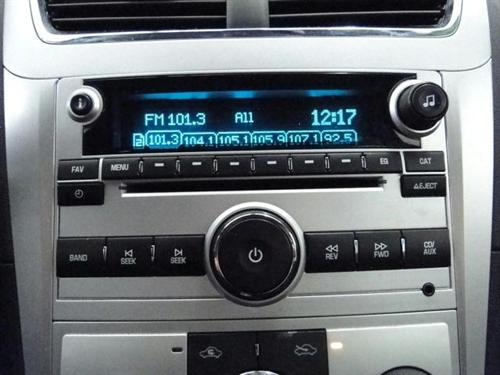 FM 101.3 All 12:17
2 101.3 104.1 105.1 105.9 107.1 92.5
FAV MENU EQ CAT
EJECT
BAND SEEK SEEK REV FWD CD/AUX